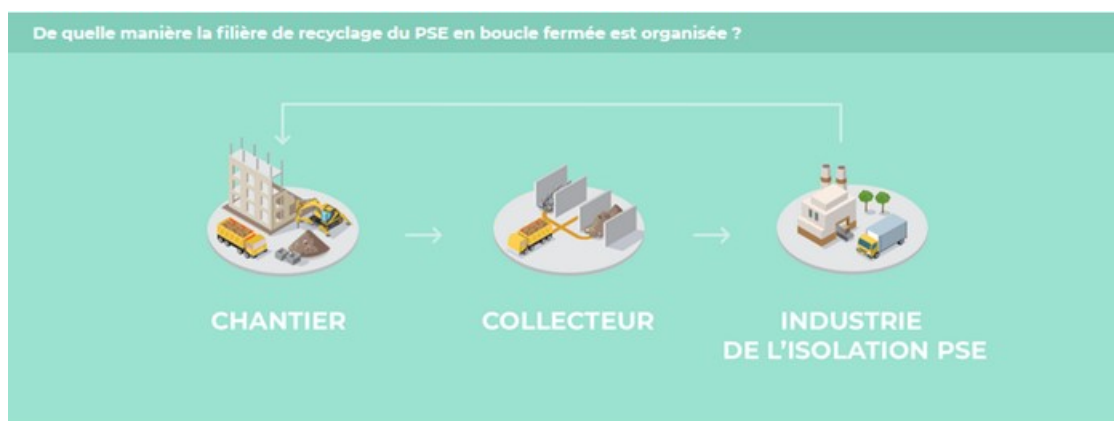 De quelle manière la filière de recyclage du PSE en boucle fermée est organisée ?
CHANTIER
COLLECTEUR
INDUSTRIE
DE L'ISOLATION PSE